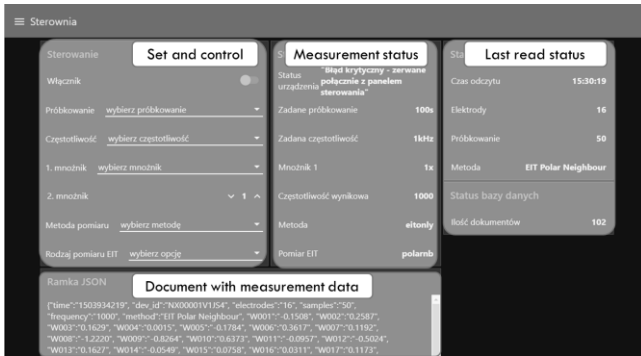 Sterownia
Sterowanie
Set and control
Włącznik
Próbkowanie wybierz próbkowanie
Częstotliwość wybierz częstotliwość
1. mnożnik wybierz mnożnik
2. mnożnik 1
Metoda pomiaru wybierz metodę
Rodzaj pomiaru EIT wybierz opcję
Measurement status
Status urządzenia
"Błąd krytyczny - zerwane
połącznie z panelem
sterowania"
Zadane próbkowanie 100s
Zadana częstotliwość 1kHz
Mnożnik 1 1x
Częstotliwość wynikowa 1000
Metoda eitonly
Pomiar EIT polarnb
Last read status
Czas odczytu 15:30:19
Elektrody 16
Próbkowanie 50
Metoda EIT Polar Neighbour
Status bazy danych
Ilość dokumentów 102
Ramka JSON
Document with measurement data
{"time":"1503934219", "dev_id":"NX00001V1JS4", "electrodes":"16", "samples":"50",
"frequency":"1000", "method":"EIT Polar Neighbour", "W001":"-0.1508", "W002":"0.2587",
"W003":"0.1629", "W004":"0.0015", "W005":"-0.1784", "W006":"0.3617", "W007":"0.1192",
"W008":"-1.2220", "W009":"-0.8264", "W010":"0.6373", "W011":"-0.0957", "W012":"-0.5024",
"W013":"0.1627", "W014":"-0.0549", "W015":"0.0758", "W016":"0.0311", "W017":"0.1173",